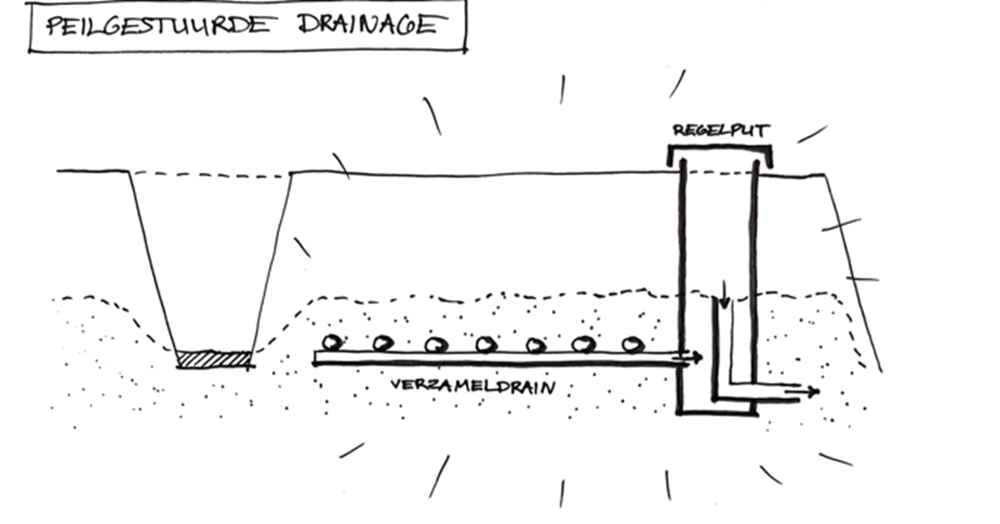 PEILGESTUURDE DRAINAGE
REGELPUT
VERZAMELDRAIN